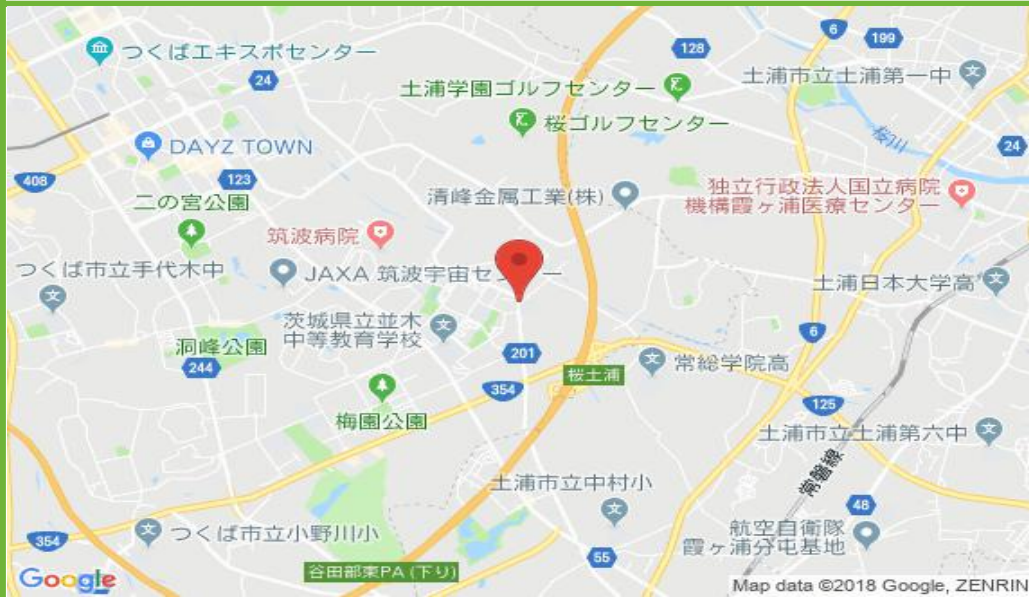 6
199
つくばエキスポセンター
128
土浦市立土浦第一中
24
土浦学園ゴルフセンター
桜ゴルフセンター
桜川
24
DAYZ TOWN
408
123
二の宮公園
清峰金属工業(株)
独立行政法人国立病院
機構霞ヶ浦医療センター
筑波病院
つくば市立手代木中
JAXA 筑波宇宙セ
ー
土浦日本大学高
茨城県立並木
中等教育学校
6
洞峰公園
244
201
桜土浦
常総学院高
354
125
梅園公園
土浦市立土浦第六中
常磐線
土浦市立中村小
48
つくば市立小野川小
航空自衛隊
霞ヶ浦分屯基地
354
55
谷田部東PA (下り)
Google
Map data ©2018 Google, ZENRIN